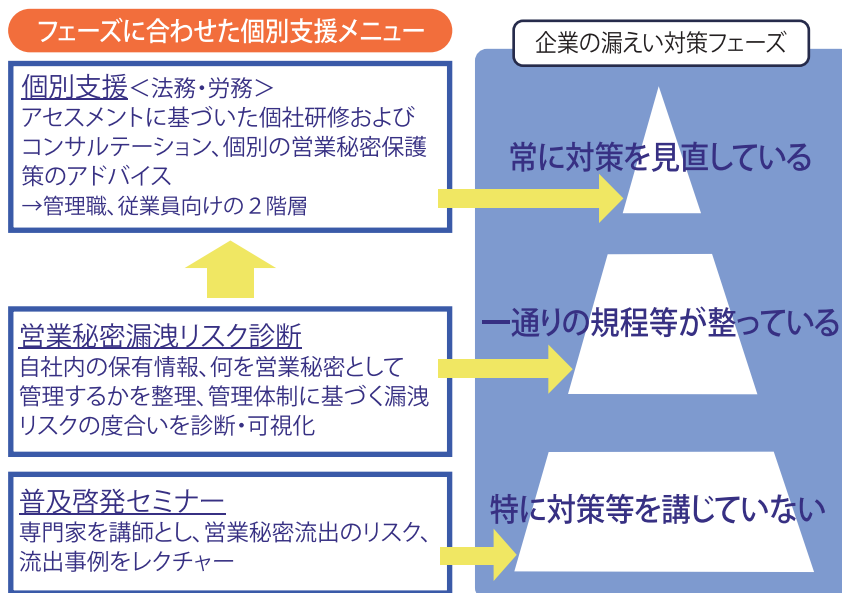 フェーズに合わせた個別支援メニュー
個別支援＜法務・労務＞
アセスメントに基づいた個社研修および
コンサルテーション、個別の営業秘密保護
策のアドバイス
→管理職、従業員向けの２階層
営業秘密漏洩リスク診断
自社内の保有情報、何を営業秘密として
管理するかを整理、管理体制に基づく漏洩
リスクの度合いを診断・可視化
普及啓発セミナー
専門家を講師とし、営業秘密流出のリスク、
流出事例をレクチャー
企業の漏えい対策フェーズ
常に対策を見直している
一通りの規程等が整っている
特に対策等を講じていない